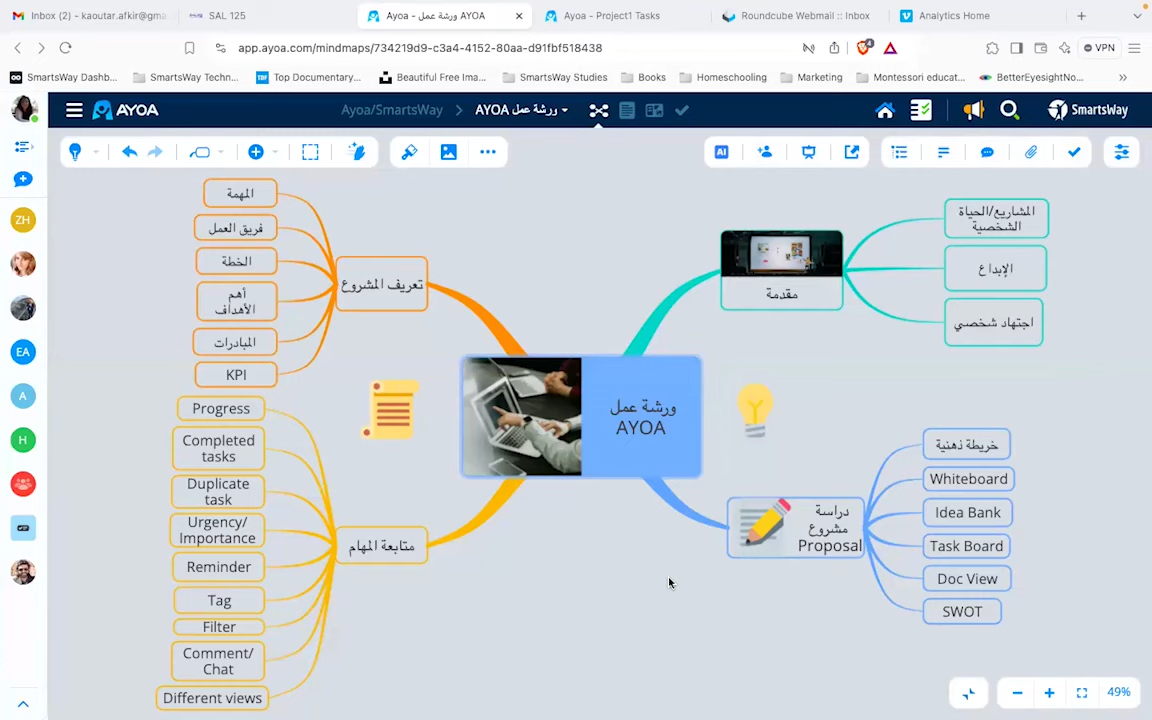 Inbox (2) - kaoutar.afkir@gma
SAL 125
Ayoa - ورشة عمل AYOA
Ayoa - Project1 Tasks
Roundcube Webmail :: Inbox
Analytics Home
app.ayoa.com/mindmaps/734219d9-c3a4-4152-80aa-d91fbf518438
4
VPN
SmartsWay Dashb...
SmartsWay Techn...
Top Documentary...
Beautiful Free Ima...
SmartsWay Studies
Books
Homeschooling
Marketing
Montessori educat...
BetterEyesightNo...
AYOA
Ayoa/SmartsWay
ورشة عمل AYOA
SmartsWay
AI
ZH
EA
A
H
المهمة
فريق العمل
الخطة
أهم
الأهداف
المبادرات
KPI
تعريف المشروع
مقدمة
المشاريع/الحياة
الشخصية
الإبداع
اجتهاد شخصي
ورشة عمل
AYOA
Progress
Completed
tasks
Duplicate
task
Urgency/
Importance
Reminder
Tag
Filter
Comment/
Chat
Different views
متابعة المهام
دراسة
مشروع
Proposal
خريطة ذهنية
Whiteboard
Idea Bank
Task Board
Doc View
SWOT
49%